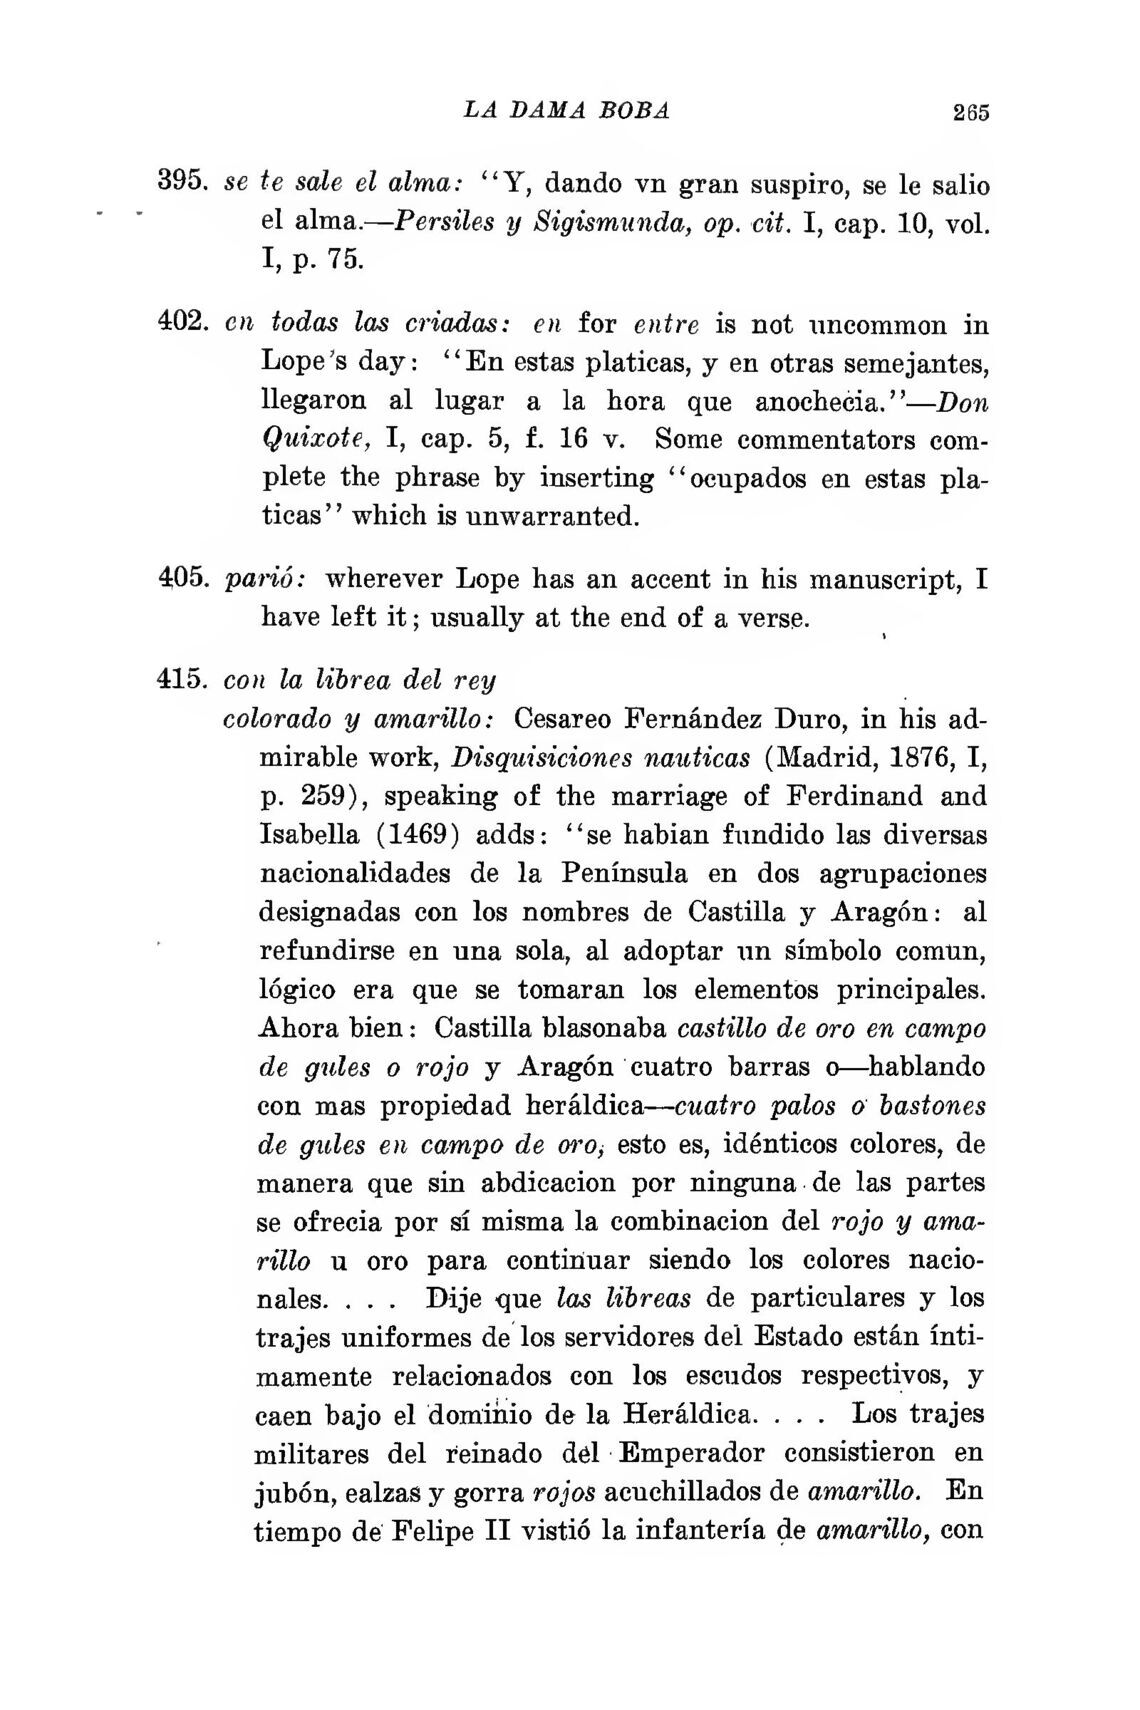 LA DAMA BOBA 265
395. se te sale el alma: “Y, dando vn gran suspiro, se le salio
el alma.—Persiles y Sigismunda, op. cit. I, cap. 10, vol.
I, p. 75.
402. en todas las criadas: en for entre is not uncommon in
Lope's day: “En estas platicas, y en otras semejantes,
llegaron al lugar a la hora que anochecia.”—Don
Quixote, I, cap. 5, f. 16 v. Some commentators com-
plete the phrase by inserting “ocupados en estas pla-
ticas” which is unwarranted.
405. parió: wherever Lope has an accent in his manuscript, I
have left it; usually at the end of a verse.
415. con la librea del rey
colorado y amarillo: Cesareo Fernández Duro, in his ad-
mirable work, Disquisiciones nauticas (Madrid, 1876, I,
p. 259), speaking of the marriage of Ferdinand and
Isabella (1469) adds: “se habian fundido las diversas
nacionalidades de la Península en dos agrupaciones
designadas con los nombres de Castilla y Aragón: al
refundirse en una sola, al adoptar un símbolo comun,
lógico era que se tomaran los elementos principales.
Ahora bien: Castilla blasonaba castillo de oro en campo
de gules o rojo y Aragón cuatro barras o—hablando
con mas propiedad heráldica—cuatro palos o bastones
de gules en campo de oro, esto es, idénticos colores, de
manera que sin abdicacion por ninguna de las partes
se ofrecia por sí misma la combinacion del rojo y ama-
rillo u oro para continuar siendo los colores nacio-
nales. . . . Dije que las libreas de particulares y los
trajes uniformes de los servidores del Estado están ínti-
mamente relacionados con los escudos respectivos, y
caen bajo el dominio de la Heráldica. . . . Los trajes
militares del reinado del Emperador consistieron en
jubón, ealzas y gorra rojos acuchillados de amarillo. En
tiempo de Felipe II vistió la infantería de amarillo, con